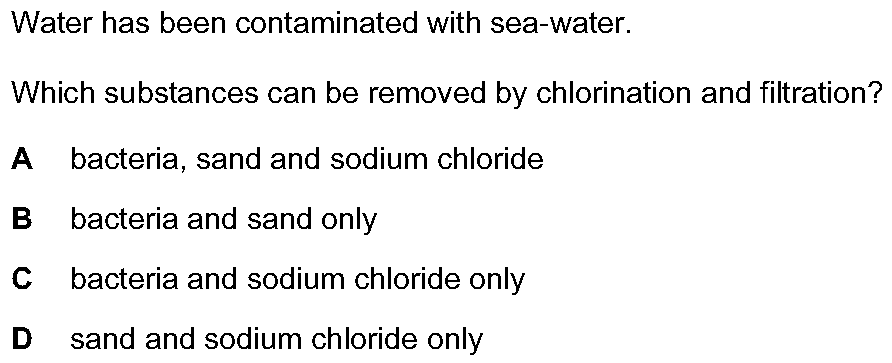 Water has been contaminated with sea-water.
Which substances can be removed by chlorination and filtration?
A bacteria, sand and sodium chloride
B bacteria and sand only
C bacteria and sodium chloride only
D sand and sodium chloride only